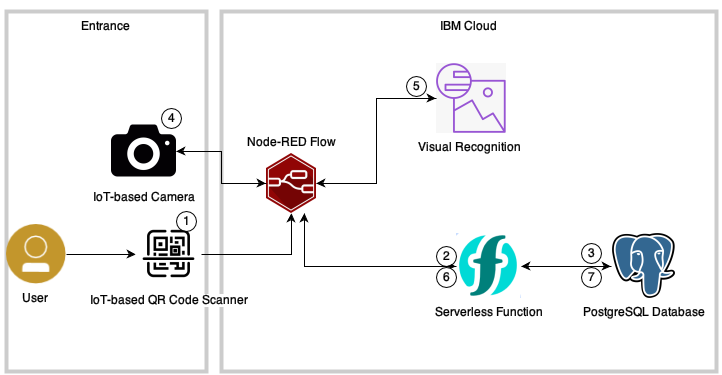 Entrance
IBM Cloud
5
4
Node-RED Flow
Visual Recognition
IoT-based Camera
1
2
3
6
7
User
IoT-based QR Code Scanner
Serverless Function
PostgreSQL Database